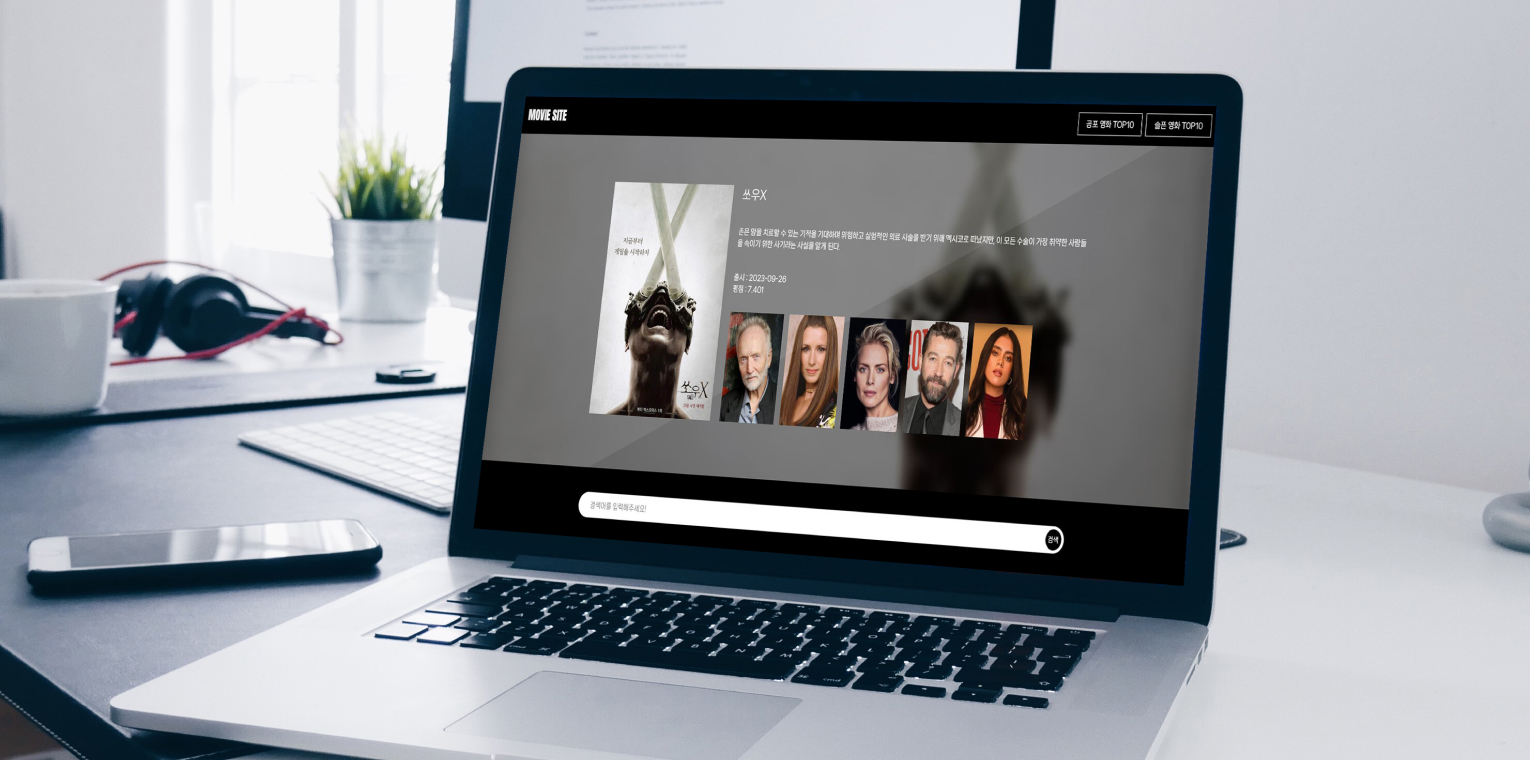 MOVIE SITE
공포 영화 TOP10
슬픈 영화 TOP10
쏘우X
존은 암을 치료할 수 있는 기적을 기대하며 위험하고 실험적인 의료 시술을 받기 위해 멕시코로 떠났지만, 이 모든 수술이 가장 취약한 사람들
을 속이기 위한 사기라는 사실을 알게 된다.
출시 : 2023-09-26
평점 : 7.401
지금부터
게임을 시작하지
쏘우X
검색어를 입력해주세요!
검색